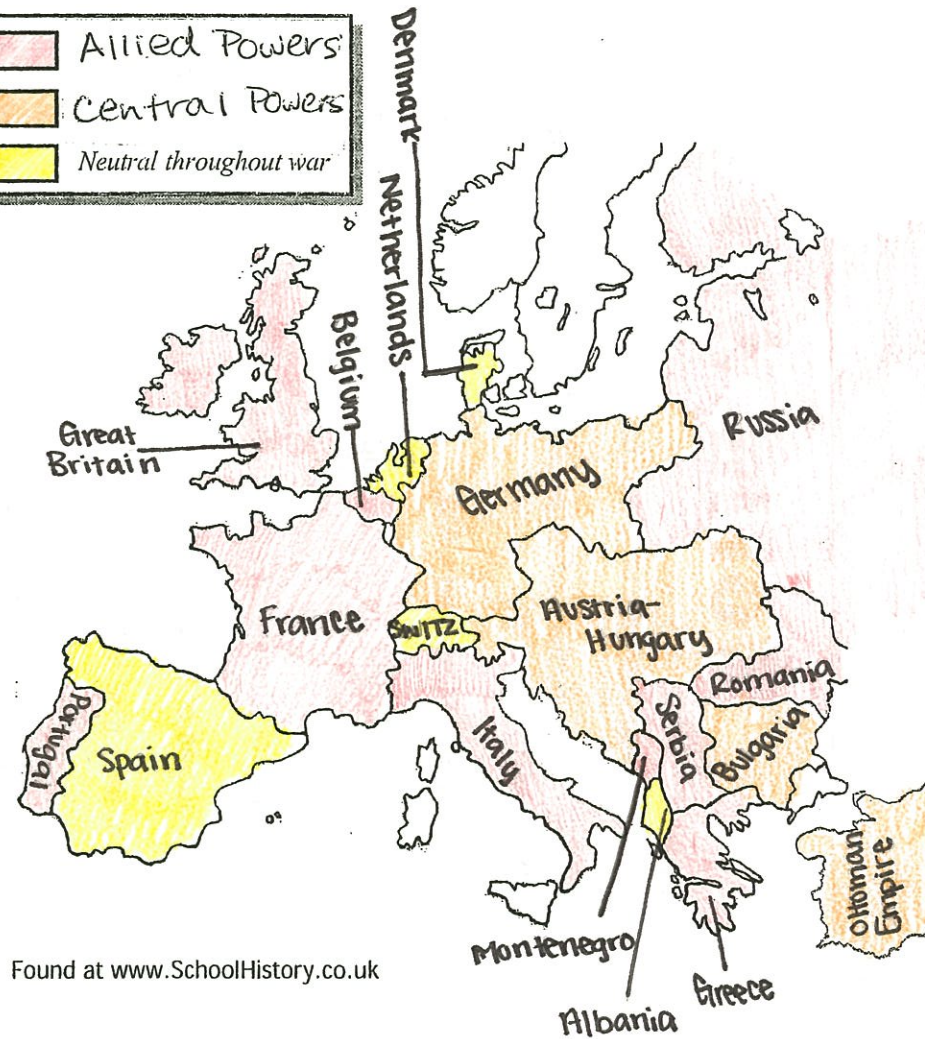 Allied Powers
Central Powers
Neutral throughout war
Denmark
Netherlands
Belgium
Great
Britain
Germany
Russia
France
SWITZ
Austria-
Hungary
Romania
Serbia
Bulgaria
Portugal
Spain
Italy
Ottoman
Empire
Montenegro
Greece
Albania
Found at www.SchoolHistory.co.uk